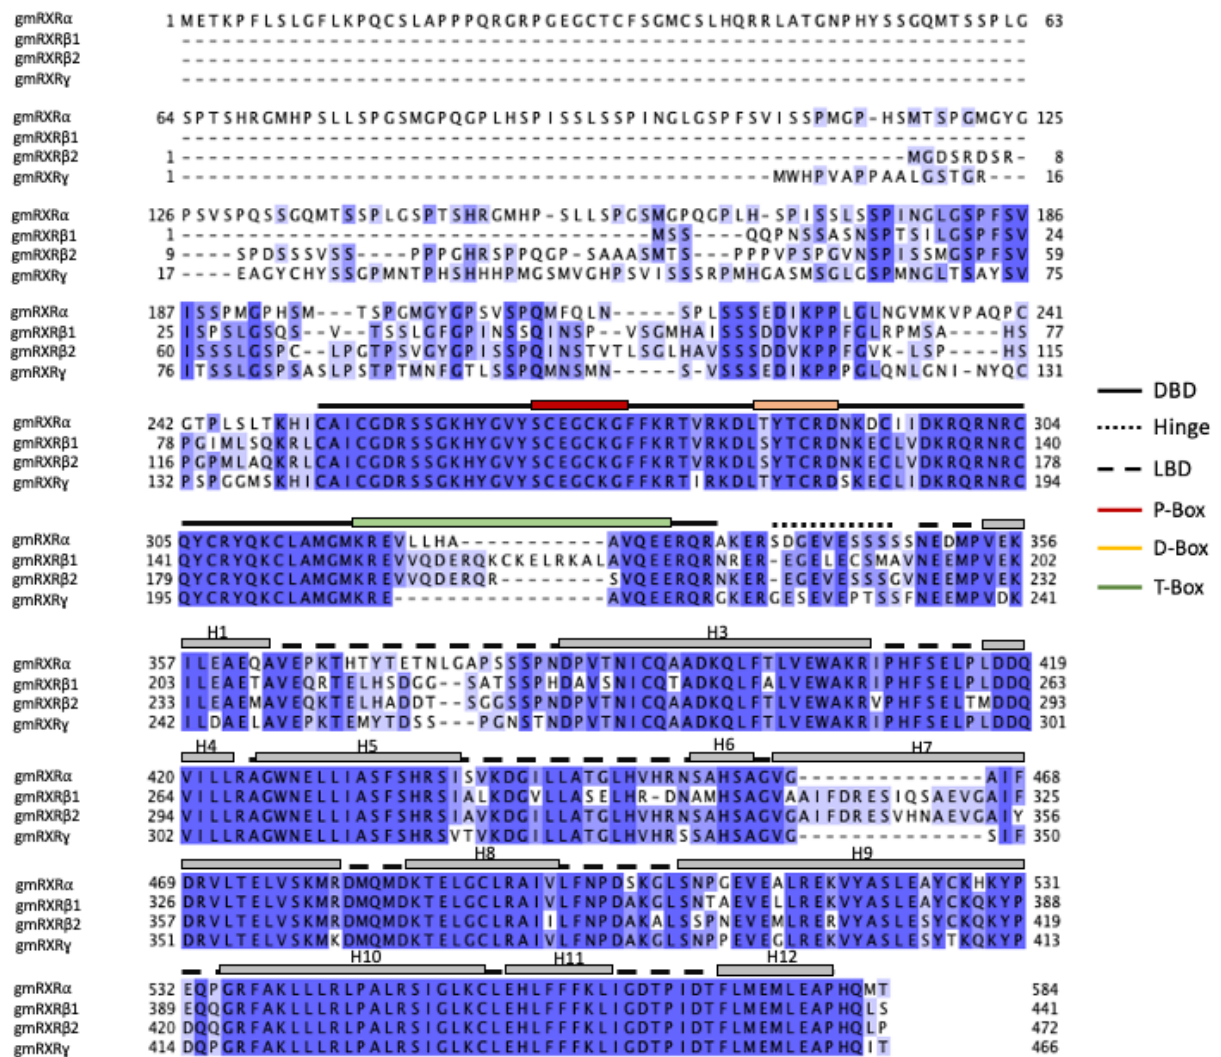 gmRXRα 1 METKPFLSLGFLKPQCSLAPPPQRGRPGEGCTCFSGMCSLHQRRLATGNPHYSSGQMTSSPLG 63
gmRXRβ1 ---------------------------------------------------------------
gmRXRβ2 ---------------------------------------------------------------
gmRXRγ ---------------------------------------------------------------
gmRXRα 64 SPTSHRGMHPSLLSPGSMGPQGPLHSPISSLSSPINGLGSPFSVISSPMGP-HSMTSPGMGYG 125
gmRXRβ1 ---------------------------------------------------------------
gmRXRβ2 1 ------------------------------------------------------MGDSRDSR- 8
gmRXRγ 1 --------------------------------------------MWHPVAPPAALGSTGR--- 16
gmRXRα 126 PSVSPQSSGQMTSSPLGSPTSHRGMHP-SLLSPGSMGPQGPLH-SPISSLSSPINGLGSPFSV 186
gmRXRβ1 1 -----------------------------------MSS----QQPNSSASNSPTSILGSPFSV 24
gmRXRβ2 9 ----SPDSSSVSS----PPPGHRSPPQGP-SAAASMTS---PPPVPSPGVNSPISSMGSPFSV 59
gmRXRγ 17 ----EAGYCHYSSGPMNTPHSHHHPMGSMVGHPSVISSSRPMHGASMSGLGSPMNGLTSAYSV 75
gmRXRα 187 ISSPMGPHSM---TSPGMGYGPSVSPQMFQLN-----SPLSSSEDIKPPLGLNGVMKVPAQPC 241
gmRXRβ1 25 ISPSLGSQS--V--TSSLGFGPINSSQINSP--VSGMHAISSSDDVKPPFGLRPMSA----HS 77
gmRXRβ2 60 ISSSLGSPC--LPGTPSVGYGPISSPQINSTVTLSGLHAVSSSDDVKPPFGVK-LSP----HS 115
gmRXRγ 76 ITSSLGSPSASLPSTPTMNFGTLSSPQMNSMN-----S-VSSSEDIKPPPGLQNLGNI-NYQC 131
gmRXRα 242 GTPLSLTKHICAICGDRSSGKHYGVYSCEGCKGFFKRTVRKDLTYTCRDNKDCIIDKRQRNRC 304
gmRXRβ1 78 PGIMLSQKRLCAICGDRSSGKHYGVYSCEGCKGFFKRTVRKDLSYTCRDNKECLVDKRQRNRC 140
gmRXRβ2 116 PGPMLAQKRLCAICGDRSSGKHYGVYSCEGCKGFFKRTVRKDLSYTCRDNKECLVDKRQRNRC 178
gmRXRγ 132 PSPGGMSKHICAICGDRSSGKHYGVYSCEGCKGFFKRTIRKDLTYTCRDSKECLIDKRQRNRC 194
DBD
Hinge
LBD
P-Box
D-Box
T-Box
gmRXRα 305 QYCRYQKCLAMGMKREVLLHA-----------AVQEERQRAKERSDGEVESSSSSNEDMPVEK 356
gmRXRβ1 141 QYCRYQKCLAMGMKREVVQDERQKCKELRKALAVQEERQRNRER-EGELECSMAVNEEMPVEK 202
gmRXRβ2 179 QYCRYQKCLAMGMKREVVQDERQR--------SVQEERQRNKER-EGEVESSSGVNEEMPVEK 232
gmRXRγ 195 QYCRYQKCLAMGMKRE----------------AVQEERQRGKERGESEVEPTSSFNEEMPVDK 241
H1 H3
gmRXRα 357 ILEAEQAVEPKTHTYTETNLGAPSSSPNDPVTNICQAADKQLFTLVEWAKRIPHFSELPLDDQ 419
gmRXRβ1 203 ILEAETAVEQRTELHSDGG--SATSSPHDAVSNICQTADKQLFALVEWAKRIPHFSELPLDDQ 263
gmRXRβ2 233 ILEAEMAVEQKTELHADDT--SGGSSPNDPVTNICQAADKQLFTLVEWAKRVPHFSELTMDDQ 293
gmRXRγ 242 ILDAELAVEPKTEMYTDSS---PGNSTNDPVTNICQAADKQLFTLVEWAKRIPHFSELPLDDQ 301
H4 H5 H6 H7
gmRXRα 420 VILLRAGWNELLIASFSHRSISVKDGILLATGLHVHRNSAHSAGVG--------------AIF 468
gmRXRβ1 264 VILLRAGWNELLIASFSHRSIALKDGVLLASELHR-DNAMHSAGVAAIFDRESIQSAEVGAIF 325
gmRXRβ2 294 VILLRAGWNELLIASFSHRSIAVKDGILLATGLHVHRNSAHSAGVGAIFDRESVHNAEVGAIY 356
gmRXRγ 302 VILLRAGWNELLIASFSHRSVTVKDGILLATGLHVHRSSAHSAGVG--------------SIF 350
H8 H9
gmRXRα 469 DRVLTELVSKMRDMQMDKTELGCLRAIVLFNPDSKGLSNPGEVEALREKVYASLEAYCKHKYP 531
gmRXRβ1 326 DRVLTELVSKMRDMQMDKTELGCLRAIVLFNPDAKGLSNTAEVELLREKVYASLEAYCKQKYP 388
gmRXRβ2 357 DRVLTELVSKMRDMQMDKTELGCLRAIILFNPDAKALSSPNEVEMLRERVYASLESYCKQKYP 419
gmRXRγ 351 DRVLTELVSKMKDMQMDKTELGCLRAIVLFNPDAKGLSNPPEVEGLREKVYASLESYTKQKYP 413
H10 H11 H12
gmRXRα 532 EQPGRFAKLLLRLPALRSIGLKCLEHLFFFKLIGDTPIDTFLMEMLEAPHQMT 584
gmRXRβ1 389 EQQGRFAKLLLRLPALRSIGLKCLEHLFFFKLIGDTPIDTFLMEMLEAPHQLS 441
gmRXRβ2 420 DQQGRFAKLLLRLPALRSIGLKCLEHLFFFKLIGDTPIDTFLMEMLEAPHQLP 472
gmRXRγ 414 DQPGRFAKLLLRLPALRSIGLKCLEHLFFFKLIGDTPIDTFLMEMLEAPHQIT 466